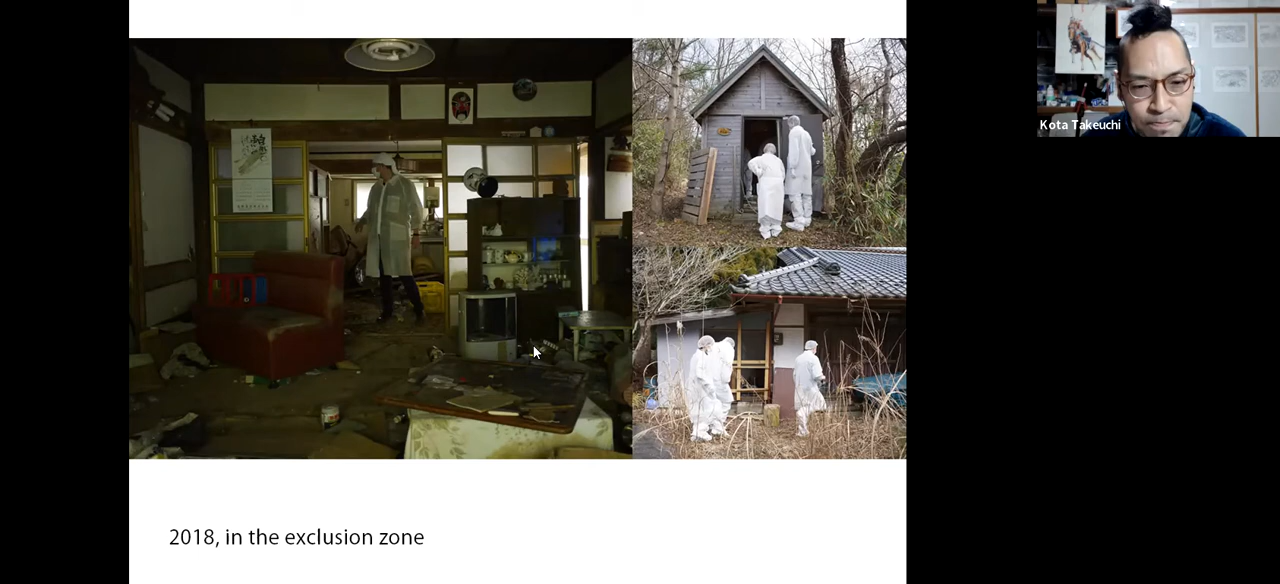 Kota Takeuchi
2018, in the exclusion zone